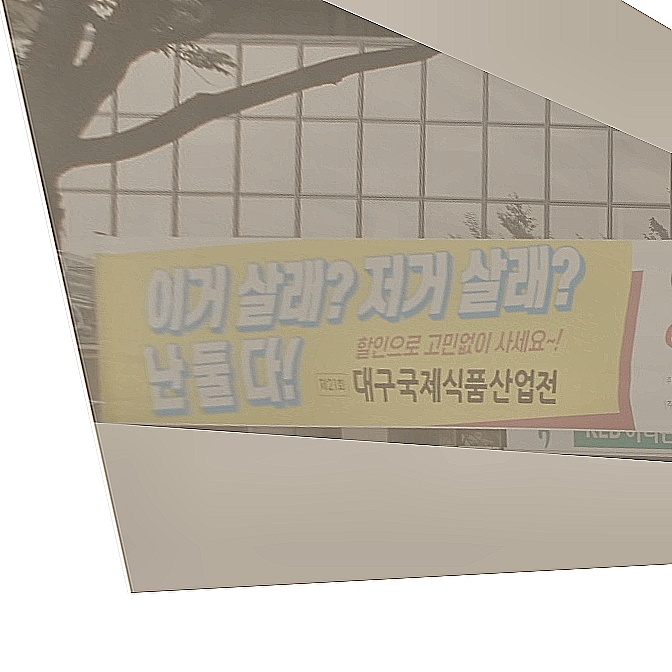 이거 살래? 저거 살래?
난 둘 다!
할인으로 고민없이 사세요~!
제21회 대구국제식품산업전